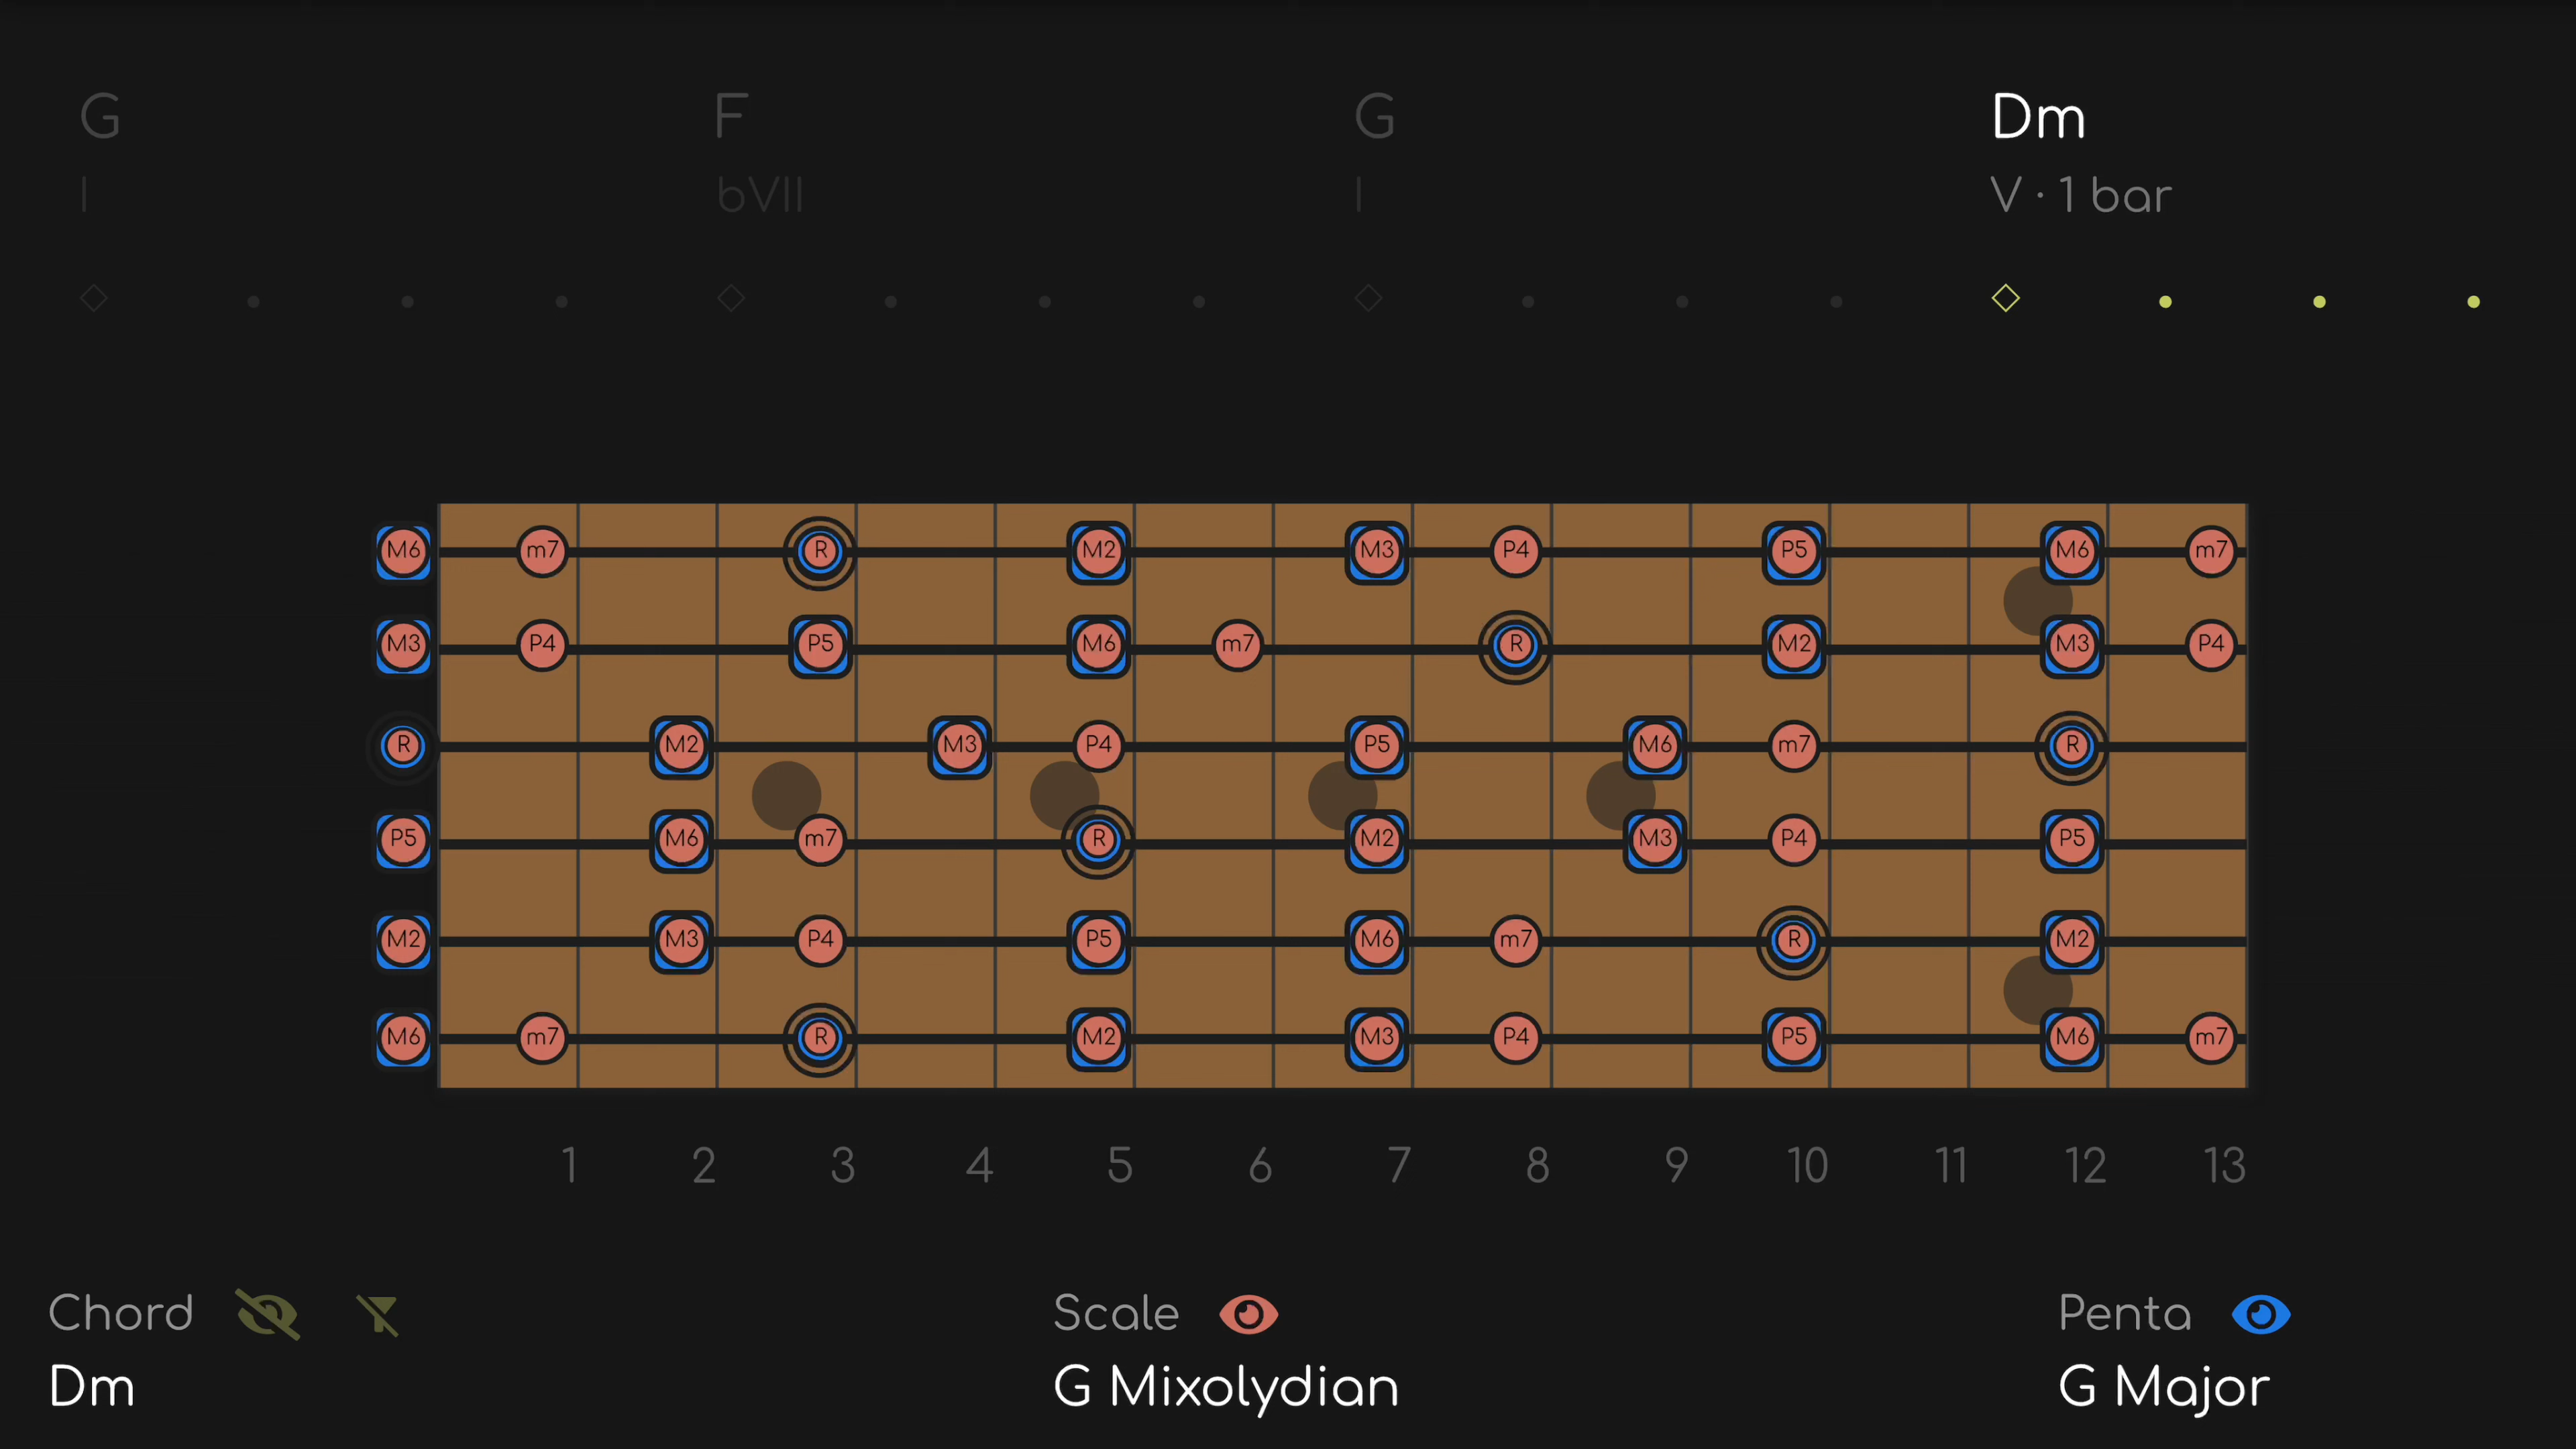 G F G Dm
I bVII I V · 1 bar
M6 m7 R M2 M3 P4 P5 M6 m7
M3 P4 P5 M6 m7 R M2 M3 P4
R M2 M3 P4 P5 M6 m7 R
P5 M6 m7 R M2 M3 P4 P5
M2 M3 P4 P5 M6 m7 R M2
M6 m7 R M2 M3 P4 P5 M6 m7
1 2 3 4 5 6 7 8 9 10 11 12 13
Chord Scale Penta
Dm G Mixolydian G Major